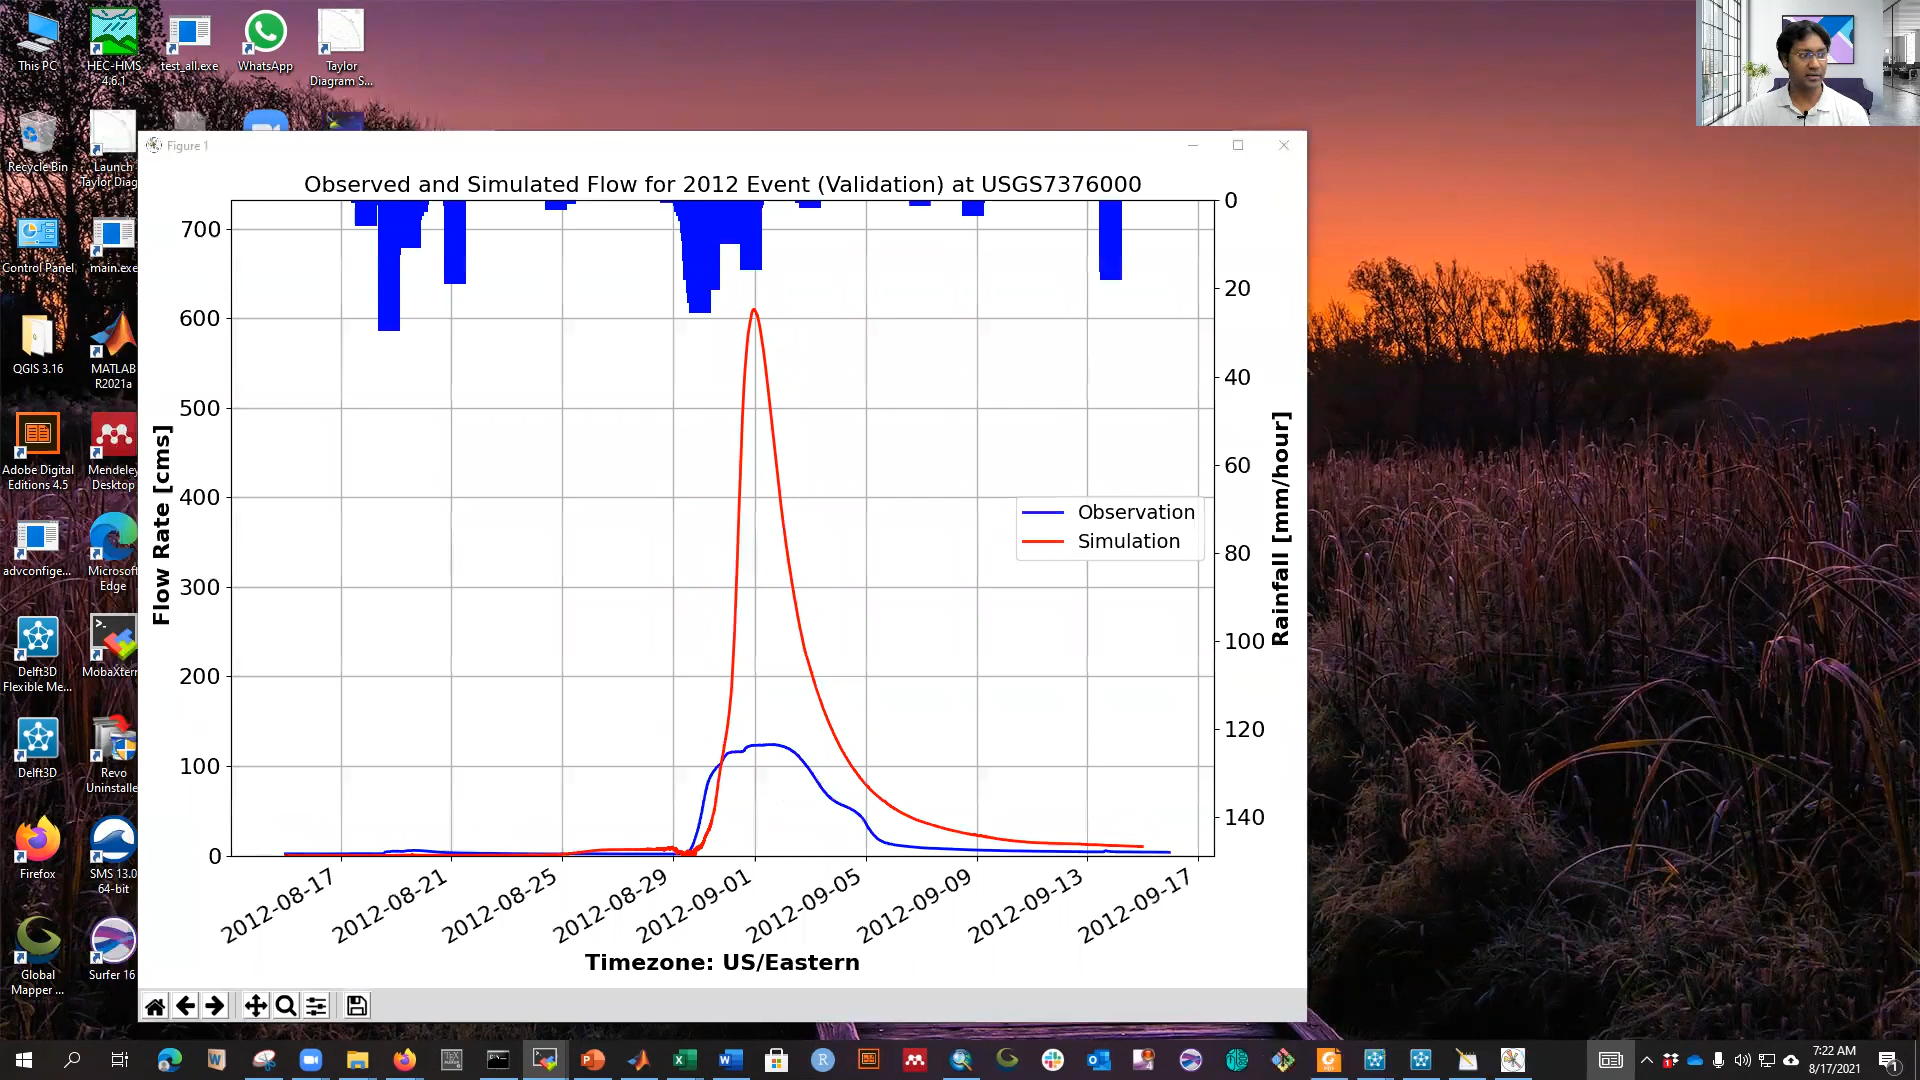 This PC
HEC-HMS
4.6.1
test_all.exe
WhatsApp
Taylor
Diagram S...
Recycle Bin
Launch
Taylor Diag
Control Panel
main.exe
QGIS 3.16
MATLAB
R2021a
Adobe Digital
Editions 4.5
Mendeley
Desktop
advconfige...
Microsoft
Edge
Delft3D
Flexible Me...
MobaXterm
Delft3D
Revo
Uninstalle
Firefox
SMS 13.0
64-bit
Global
Mapper ...
Surfer 16
Figure 1
Observed and Simulated Flow for 2012 Event (Validation) at USGS7376000
700
600
500
400
300
200
100
0
Flow Rate [cms]
0
20
40
60
80
100
120
140
Rainfall [mm/hour]
Observation
Simulation
2012-08-17
2012-08-21
2012-08-25
2012-08-29
2012-09-01
2012-09-05
2012-09-09
2012-09-13
2012-09-17
Timezone: US/Eastern
7:22 AM
8/17/2021